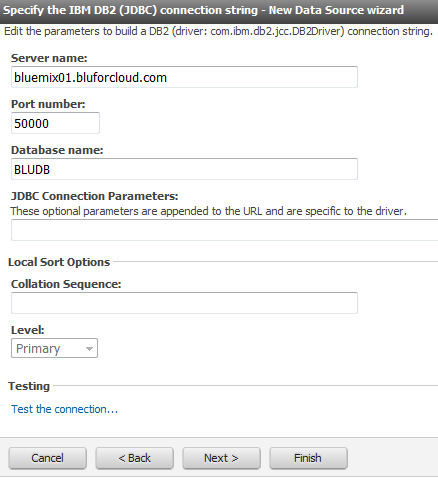 Specify the IBM DB2 (JDBC) connection string - New Data Source wizard
Edit the parameters to build a DB2 (driver: com.ibm.db2.jcc.DB2Driver) connection string.
Server name:
bluemix01.bluforcloud.com
Port number:
50000
Database name:
BLUDB
JDBC Connection Parameters:
These optional parameters are appended to the URL and are specific to the driver.
Local Sort Options
Collation Sequence:
Level:
Primary
Testing
Test the connection...
Cancel < Back Next > Finish